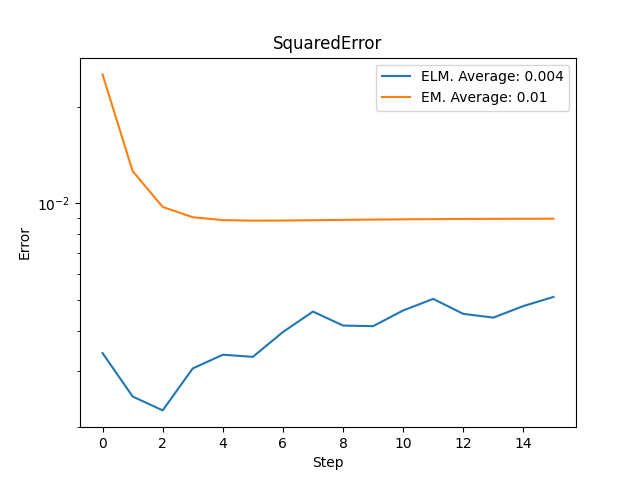 SquaredError
ELM. Average: 0.004
EM. Average: 0.01
10⁻²
Error
0 2 4 6 8 10 12 14
Step